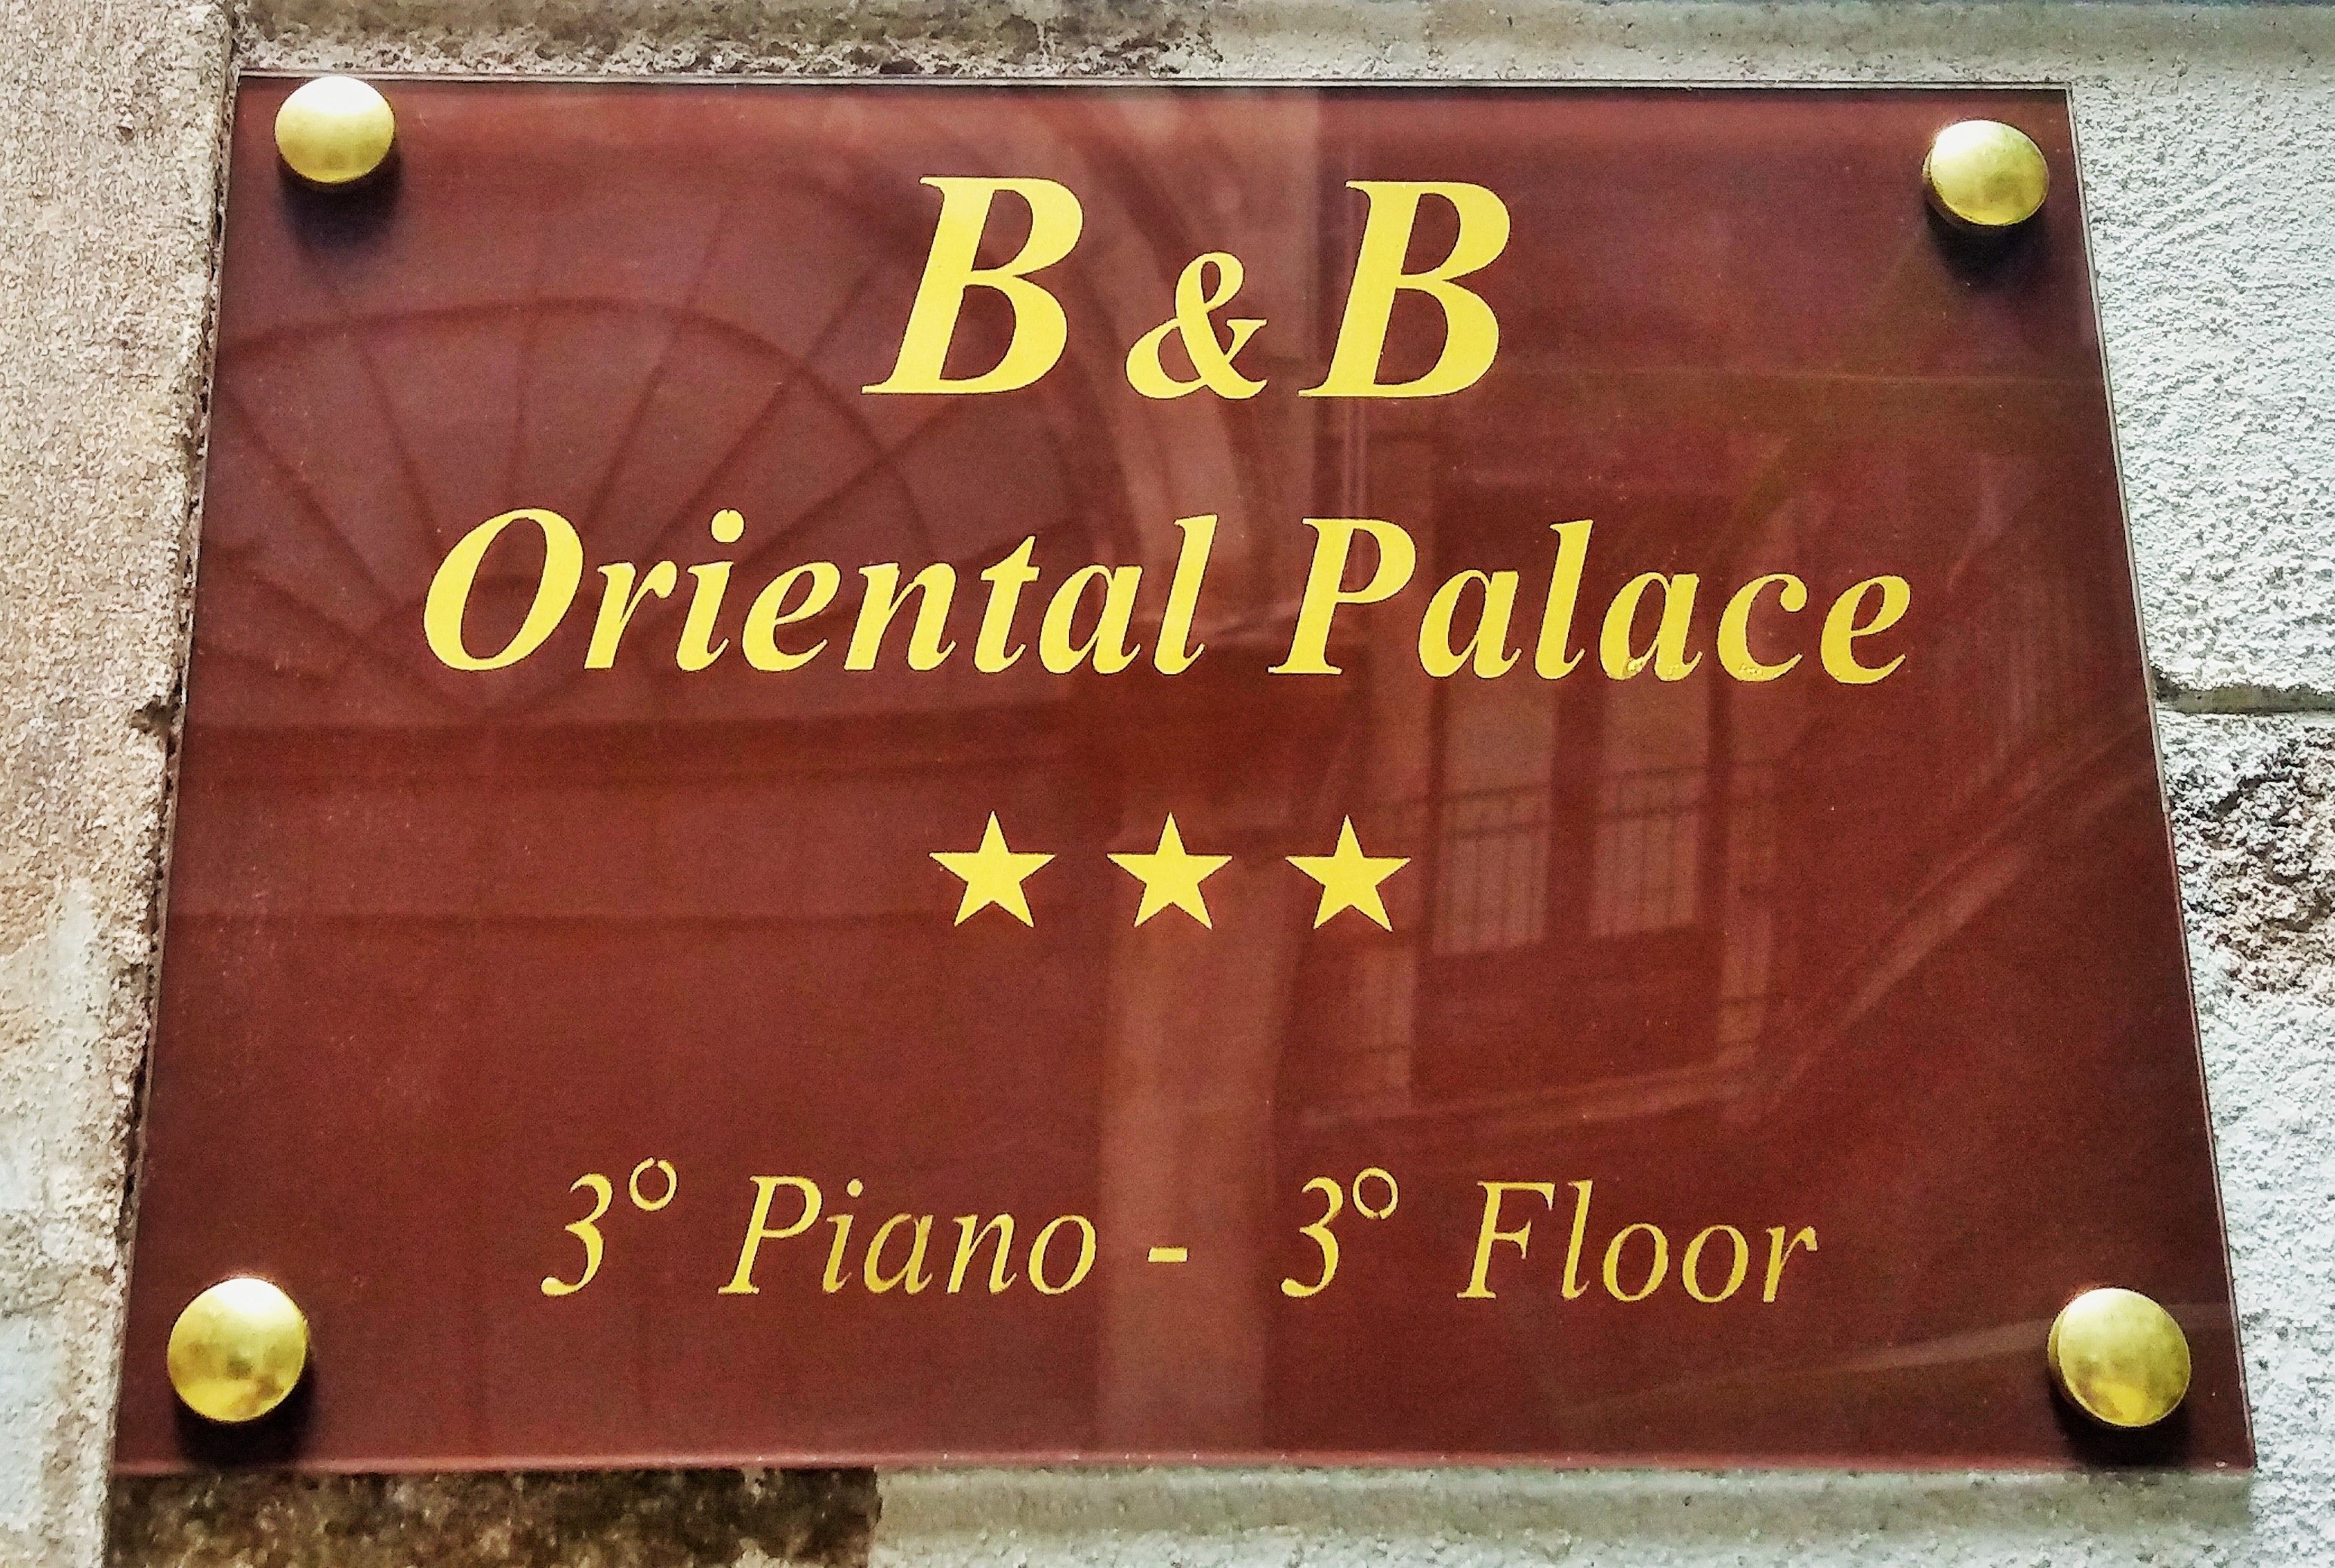 B & B
Oriental Palace
★ ★ ★
3° Piano - 3° Floor